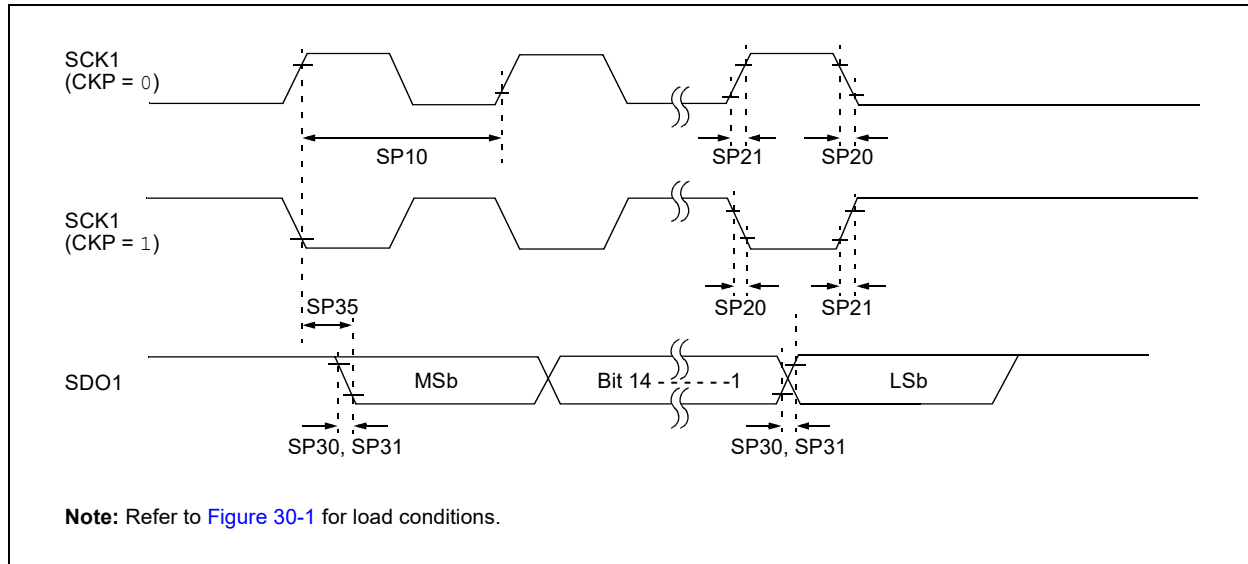 SCK1
(CKP = 0)
SP10
SP21
SP20
SCK1
(CKP = 1)
SP20
SP21
SP35
SDO1
MSb
Bit 14 - - - - - - -1
LSb
SP30, SP31
SP30, SP31
Note: Refer to Figure 30-1 for load conditions.